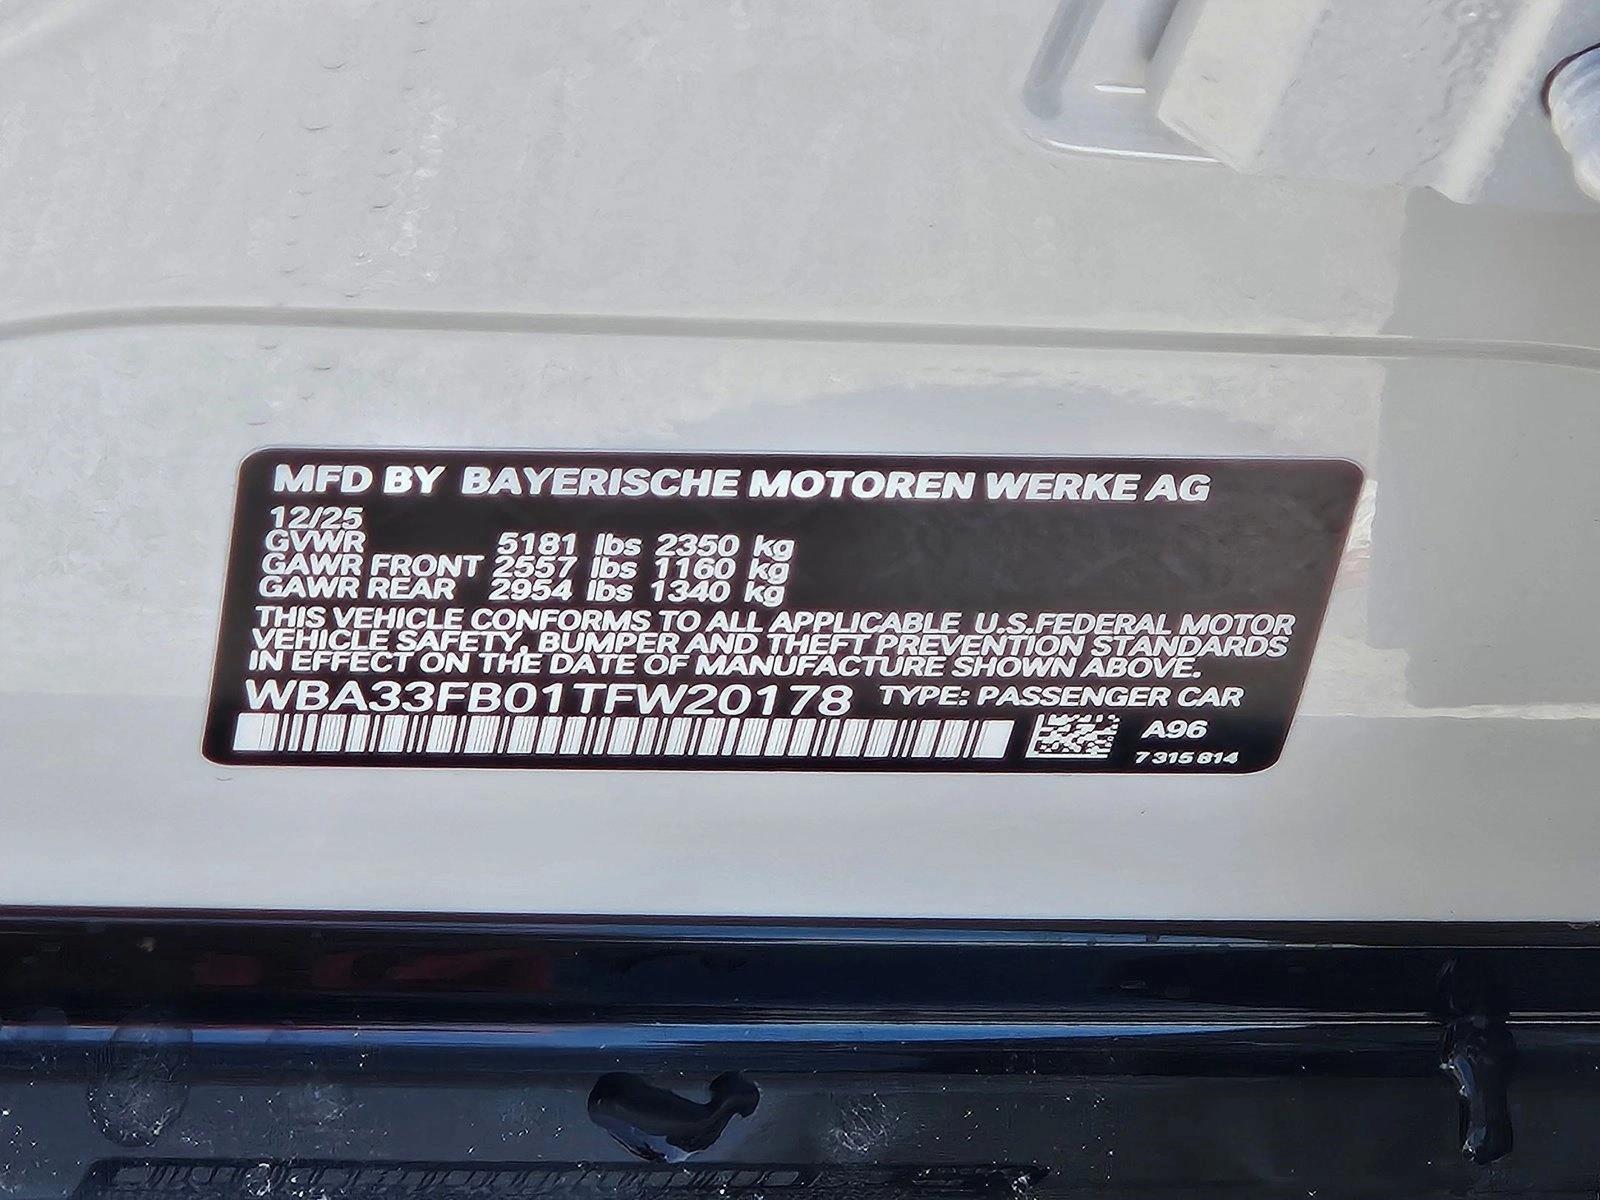 MFD BY BAYERISCHE MOTOREN WERKE AG
12/25
GVWR 5181 lbs 2350 kg
GAWR FRONT 2557 lbs 1160 kg
GAWR REAR 2954 lbs 1340 kg
THIS VEHICLE CONFORMS TO ALL APPLICABLE U.S.FEDERAL MOTOR
VEHICLE SAFETY, BUMPER AND THEFT PREVENTION STANDARDS
IN EFFECT ON THE DATE OF MANUFACTURE SHOWN ABOVE.
WBA33FB01TFW20178 TYPE: PASSENGER CAR
A96
7 315 814